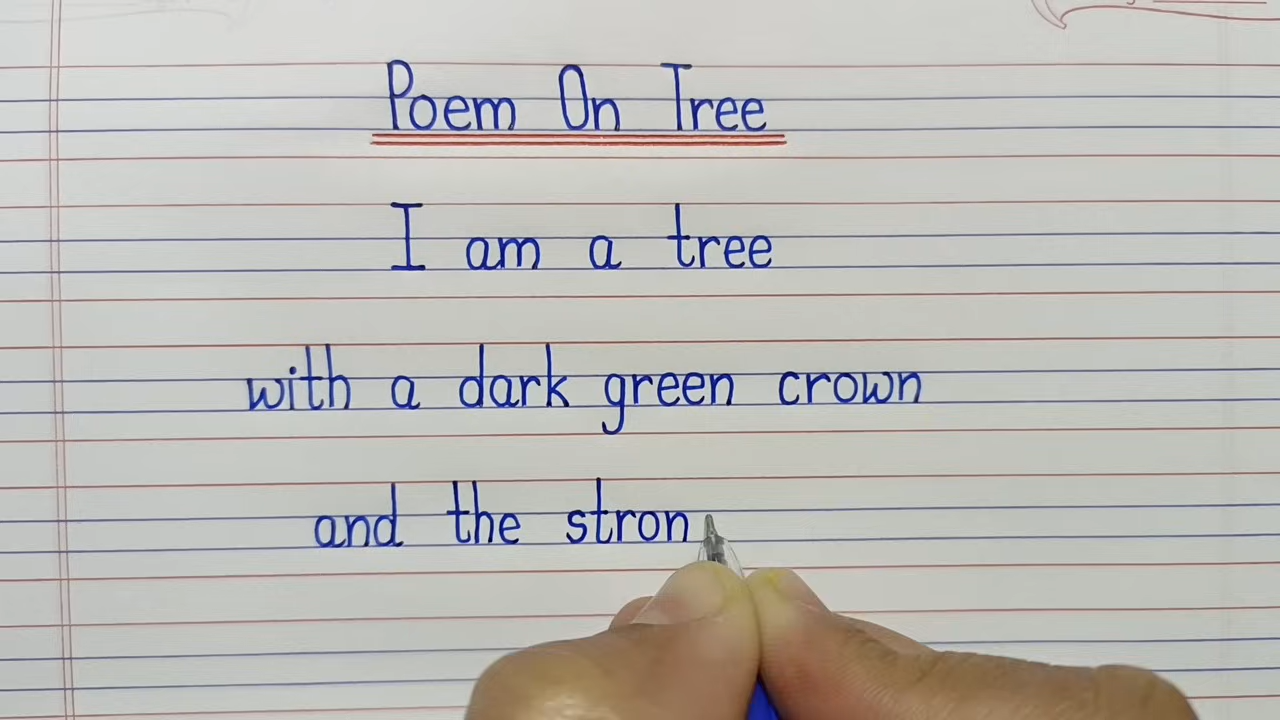 Poem On Tree
I am a tree
with a dark green crown
and the stron